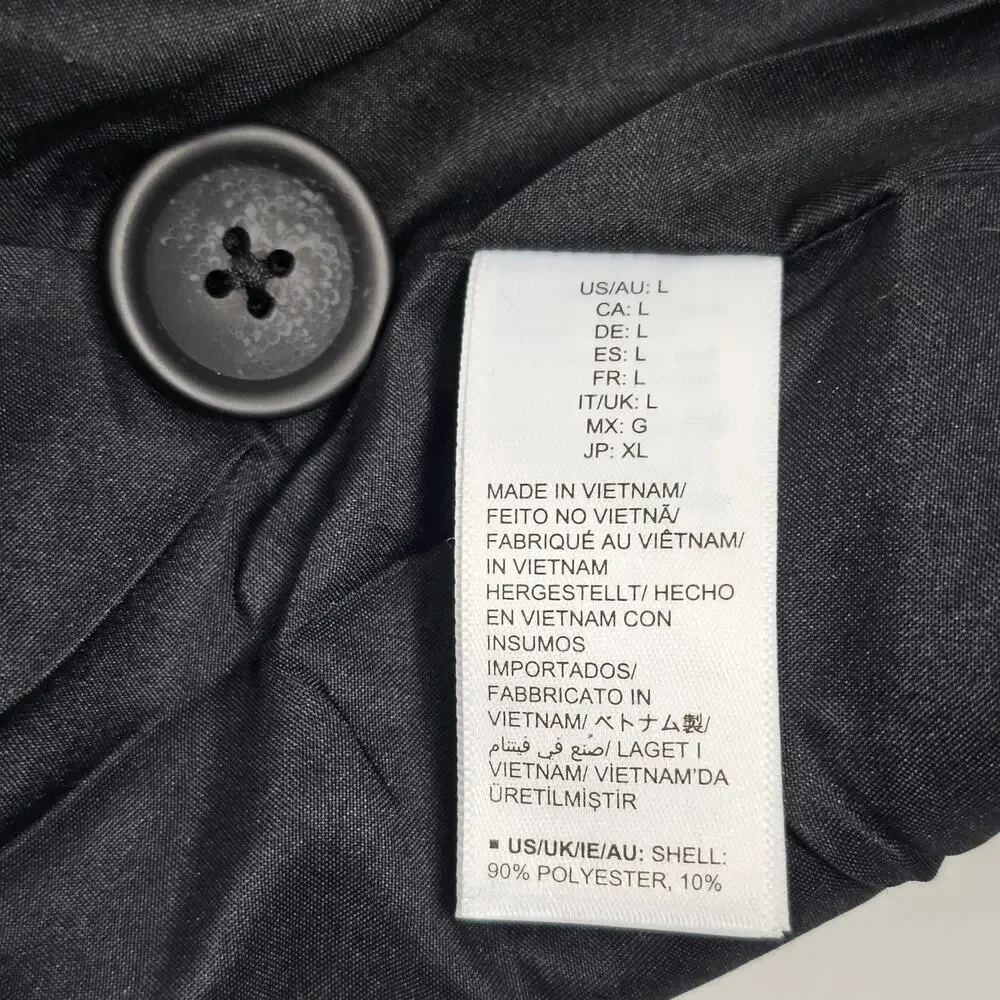 US/AU: L
CA: L
DE: L
ES: L
FR: L
IT/UK: L
MX: G
JP: XL
MADE IN VIETNAM/
FEITO NO VIETNÃ/
FABRIQUÉ AU VIÊTNAM/
IN VIETNAM
HERGESTELLT/ HECHO
EN VIETNAM CON
INSUMOS
IMPORTADOS/
FABBRICATO IN
VIETNAM/ ベトナム製/
صُنع في فيتنام/ LAGET I
VIETNAM/ VİETNAM'DA
ÜRETİLMİŞTİR
▪ US/UK/IE/AU: SHELL:
90% POLYESTER, 10%